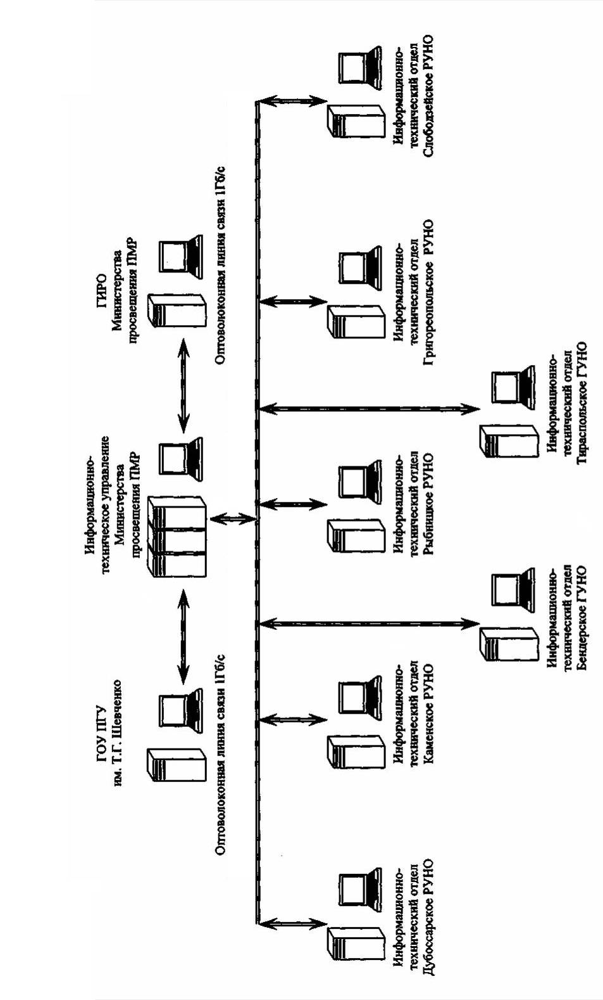 ГОУ ПГУ
им. Т.Г. Шевченко
Информационно-
техническое управление
Министерства
просвещения ПМР
ГИРО
Министерства
просвещения ПМР
Оптоволоконная линия связи 1Гб/с
Оптоволоконная линия связи 1Гб/с
Информационно-
технический отдел
Дубоссарское РУНО
Информационно-
технический отдел
Каменское РУНО
Информационно-
технический отдел
Рыбницкое РУНО
Информационно-
технический отдел
Григореопольское РУНО
Информационно-
технический отдел
Слободзейское РУНО
Информационно-
технический отдел
Бендерское ГУНО
Информационно-
технический отдел
Тираспольское ГУНО